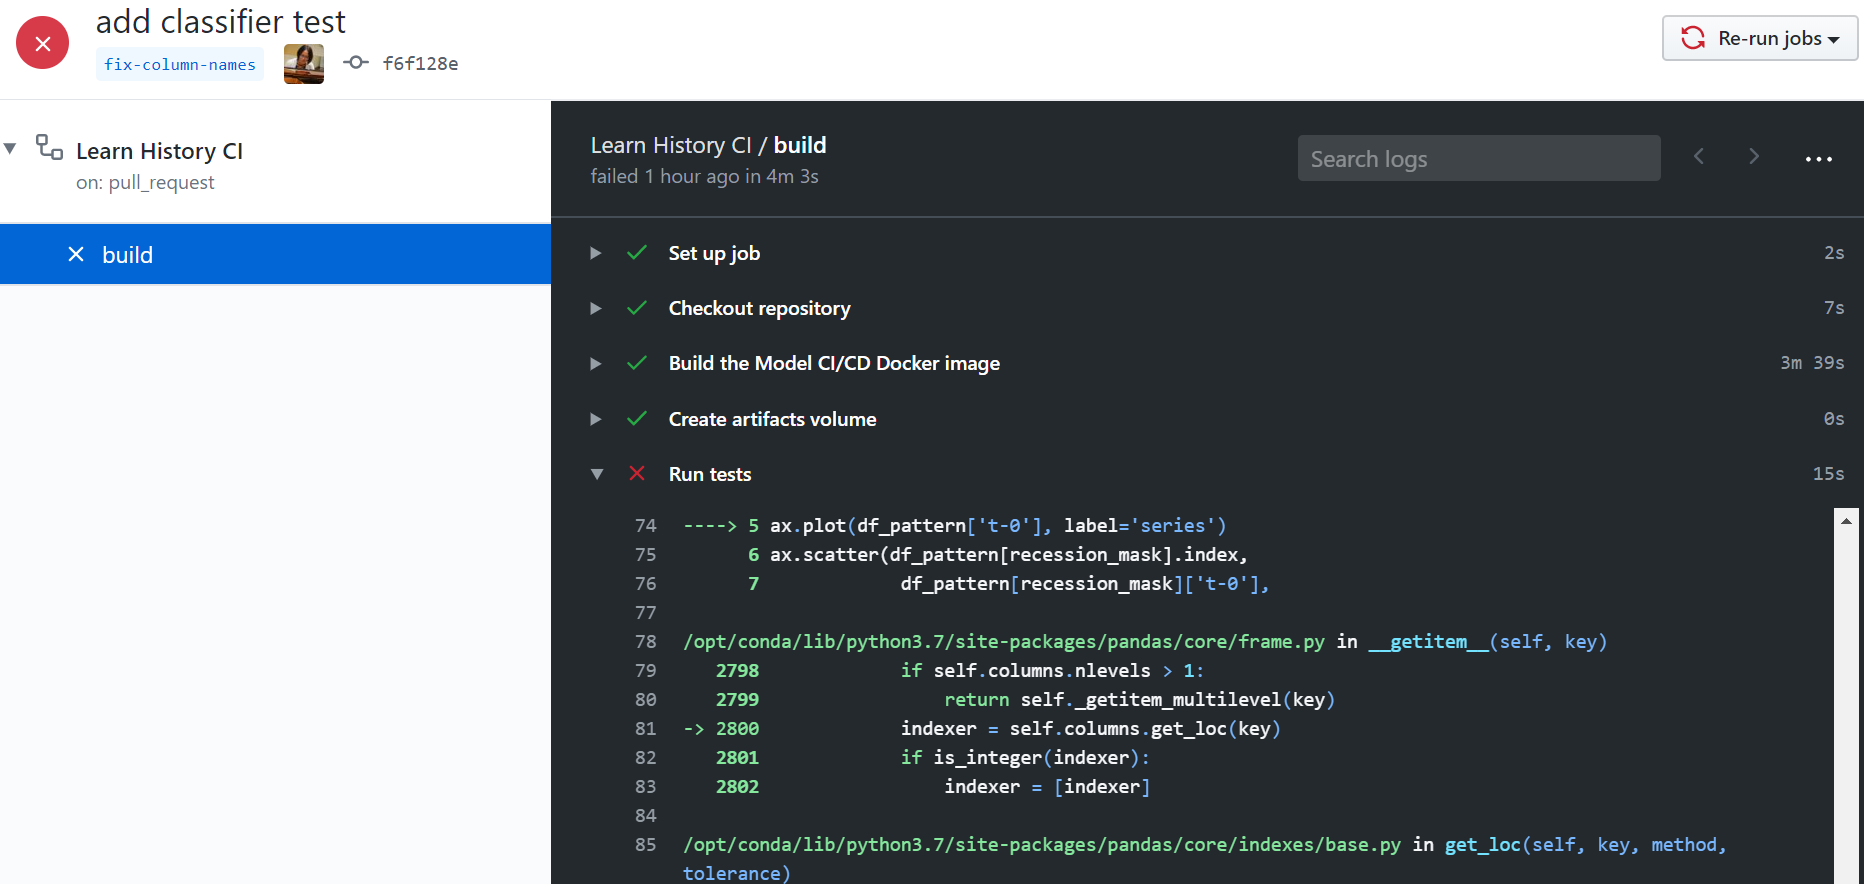 add classifier test
fix-column-names f6f128e
Re-run jobs
Learn History CI
on: pull_request
build
Learn History CI / build
failed 1 hour ago in 4m 3s
Search logs
Set up job 2s
Checkout repository 7s
Build the Model CI/CD Docker image 3m 39s
Create artifacts volume 0s
Run tests 15s
74 ----> 5 ax.plot(df_pattern['t-0'], label='series')
75 6 ax.scatter(df_pattern[recession_mask].index,
76 7 df_pattern[recession_mask]['t-0'],
77
78 /opt/conda/lib/python3.7/site-packages/pandas/core/frame.py in __getitem__(self, key)
79 2798 if self.columns.nlevels > 1:
80 2799 return self._getitem_multilevel(key)
81 -> 2800 indexer = self.columns.get_loc(key)
82 2801 if is_integer(indexer):
83 2802 indexer = [indexer]
84
85 /opt/conda/lib/python3.7/site-packages/pandas/core/indexes/base.py in get_loc(self, key, method,
tolerance)